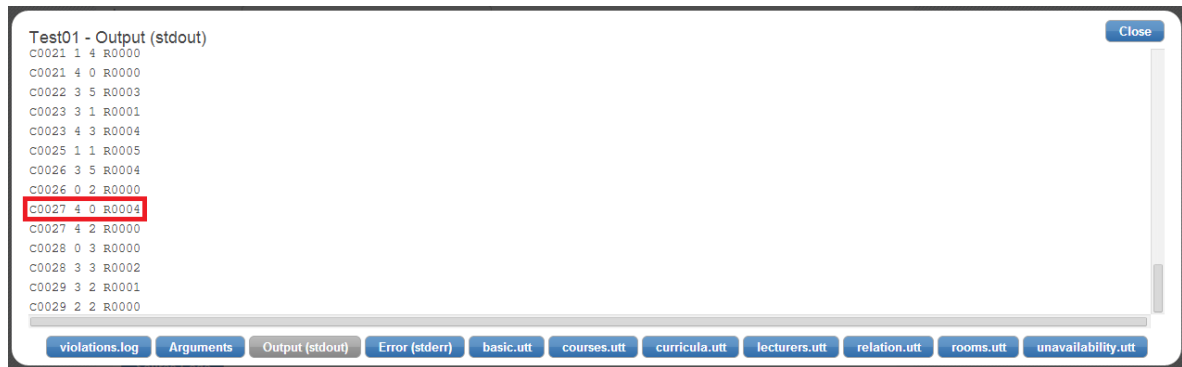 Test01 - Output (stdout)
Close
C0021 1 4 R0000
C0021 4 0 R0000
C0022 3 5 R0003
C0023 3 1 R0001
C0023 4 3 R0004
C0025 1 1 R0005
C0026 3 5 R0004
C0026 0 2 R0000
C0027 4 0 R0004
C0027 4 2 R0000
C0028 0 3 R0000
C0028 3 3 R0002
C0029 3 2 R0001
C0029 2 2 R0000
violations.log Arguments Output (stdout) Error (stderr) basic.utt courses.utt curricula.utt lecturers.utt relation.utt rooms.utt unavailability.utt